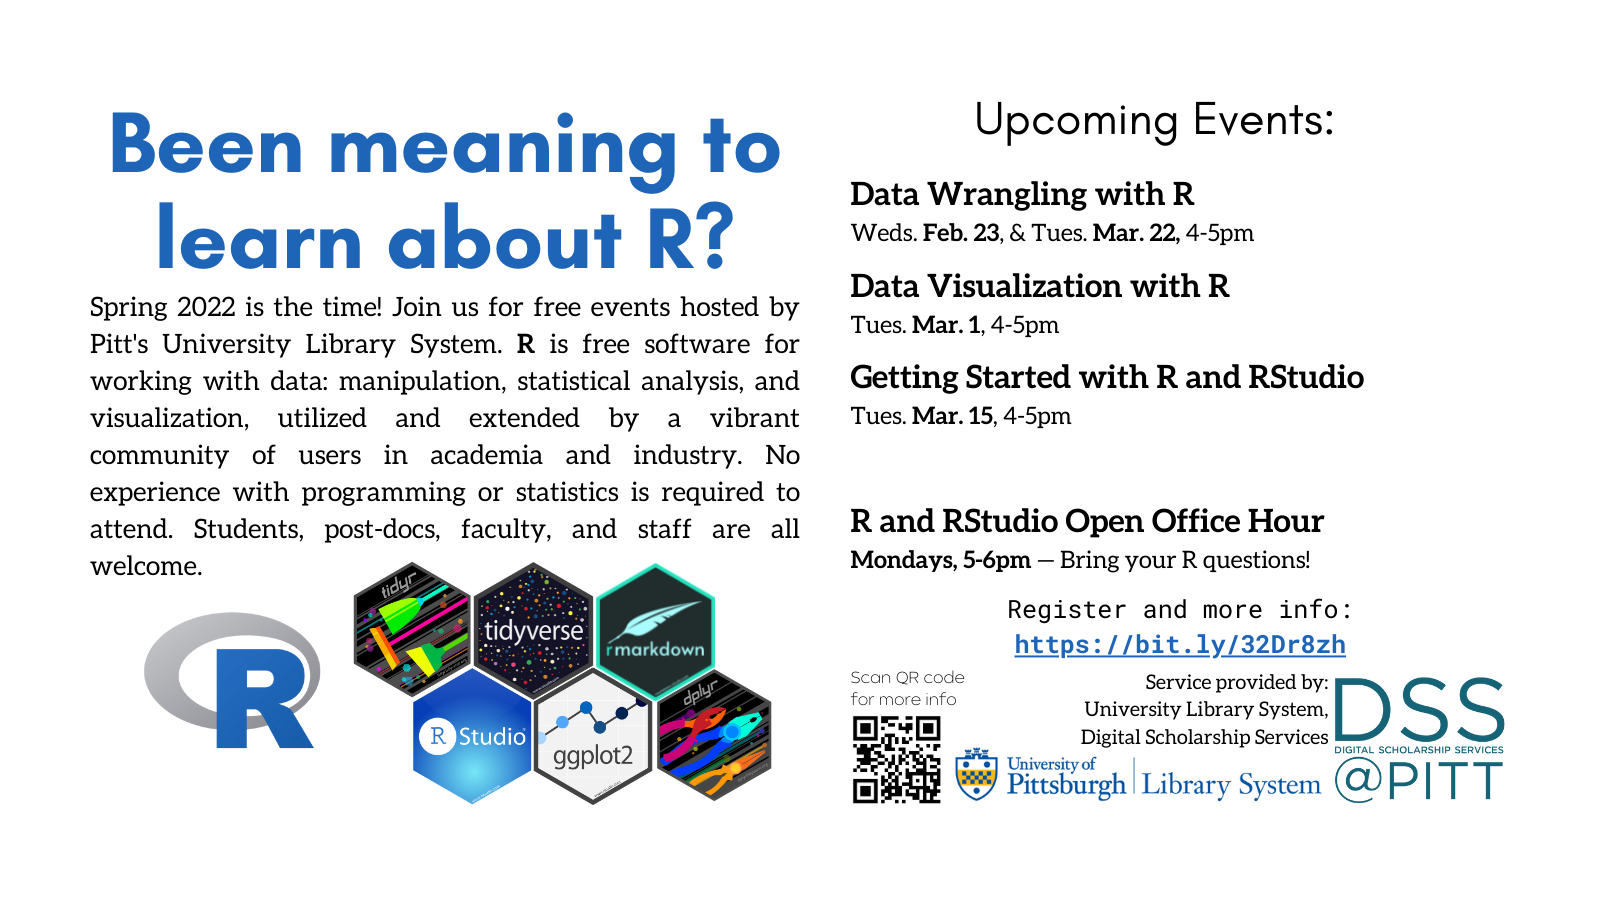 Been meaning to
learn about R?
Spring 2022 is the time! Join us for free events hosted by
Pitt's University Library System. R is free software for
working with data: manipulation, statistical analysis, and
visualization, utilized and extended by a vibrant
community of users in academia and industry. No
experience with programming or statistics is required to
attend. Students, post-docs, faculty, and staff are all
welcome.
R
tidyr
tidyverse
rmarkdown
R Studio
ggplot2
dplyr
Upcoming Events:
Data Wrangling with R
Weds. Feb. 23, & Tues. Mar. 22, 4-5pm
Data Visualization with R
Tues. Mar. 1, 4-5pm
Getting Started with R and RStudio
Tues. Mar. 15, 4-5pm
R and RStudio Open Office Hour
Mondays, 5-6pm — Bring your R questions!
Register and more info:
https://bit.ly/32Dr8zh
Scan QR code
for more info
Service provided by:
University Library System,
Digital Scholarship Services
University of
Pittsburgh
Library System
DSS
DIGITAL SCHOLARSHIP SERVICES
@PITT